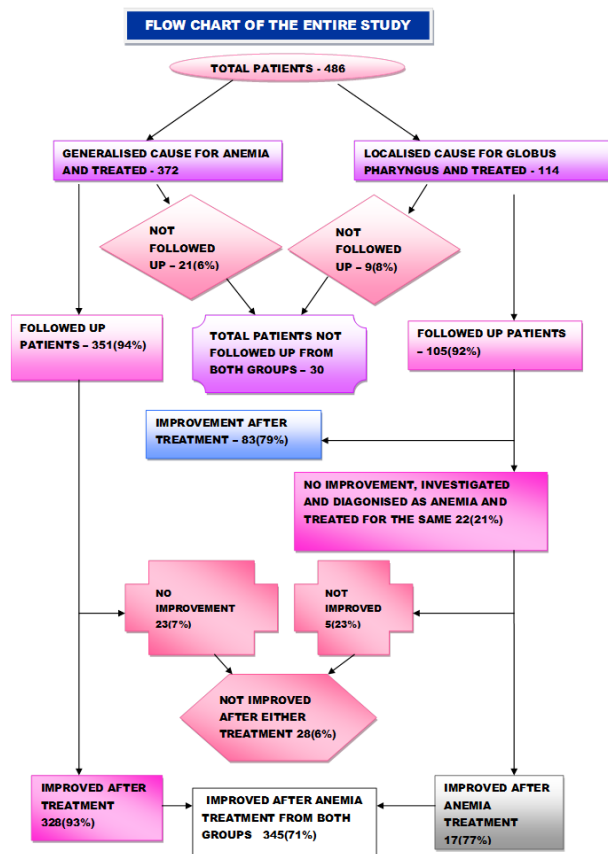 FLOW CHART OF THE ENTIRE STUDY
TOTAL PATIENTS - 486
GENERALISED CAUSE FOR ANEMIA
AND TREATED - 372
LOCALISED CAUSE FOR GLOBUS
PHARYNGUS AND TREATED - 114
NOT
FOLLOWED
UP – 21(6%)
NOT
FOLLOWED
UP – 9(8%)
FOLLOWED UP
PATIENTS – 351(94%)
TOTAL PATIENTS NOT
FOLLOWED UP FROM
BOTH GROUPS – 30
FOLLOWED UP PATIENTS
– 105(92%)
IMPROVEMENT AFTER
TREATMENT – 83(79%)
NO IMPROVEMENT, INVESTIGATED
AND DIAGONISED AS ANEMIA AND
TREATED FOR THE SAME 22(21%)
NO
IMPROVEMENT
23(7%)
NOT
IMPROVED
5(23%)
NOT IMPROVED
AFTER EITHER
TREATMENT 28(6%)
IMPROVED AFTER
TREATMENT
328(93%)
IMPROVED AFTER ANEMIA
TREATMENT FROM BOTH
GROUPS 345(71%)
IMPROVED AFTER
ANEMIA
TREATMENT
17(77%)